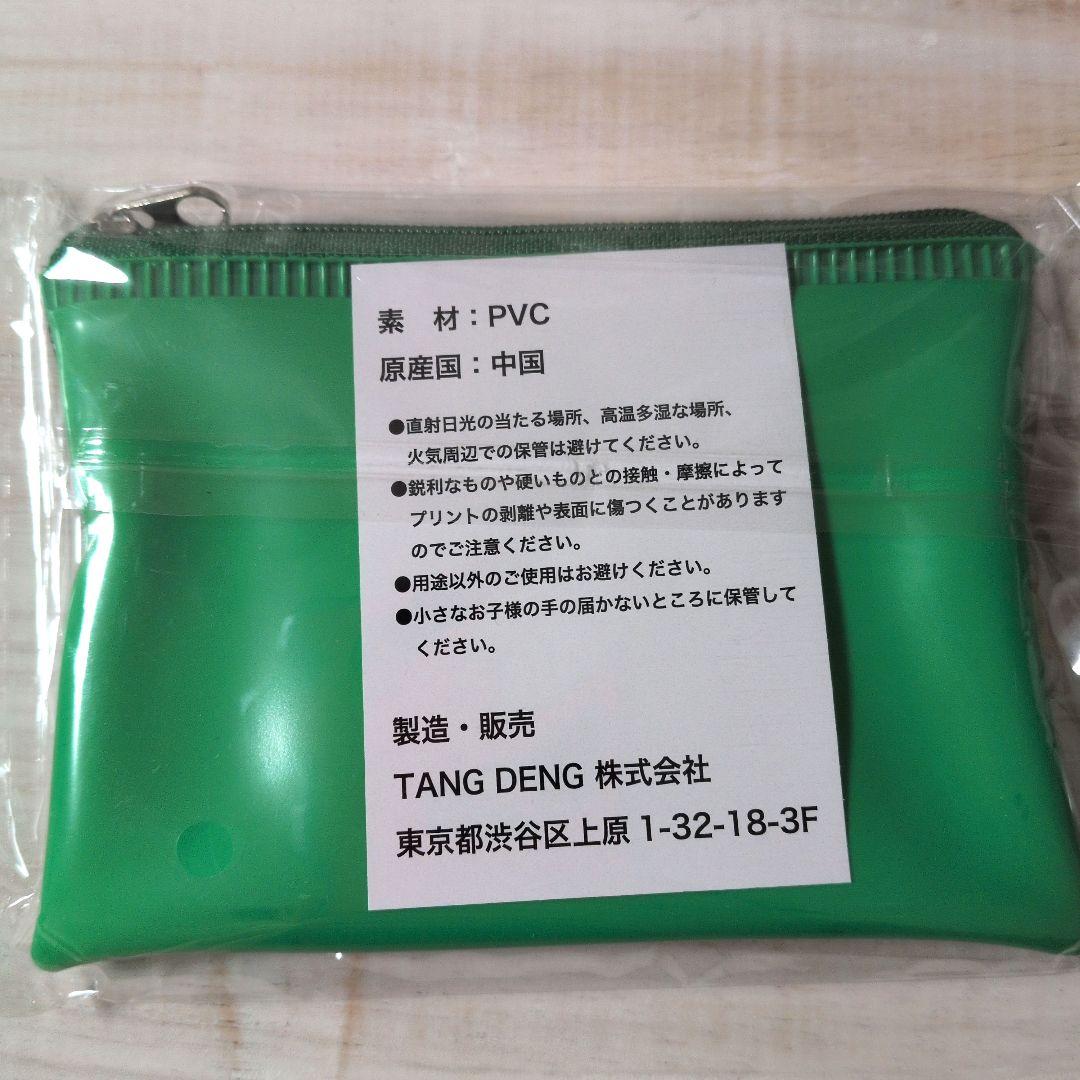 素　材：PVC
原産国：中国
●直射日光の当たる場所、高温多湿な場所、
火気周辺での保管は避けてください。
●鋭利なものや硬いものとの接触・摩擦によって
プリントの剥離や表面に傷つくことがあります
のでご注意ください。
●用途以外のご使用はお避けください。
●小さなお子様の手の届かないところに保管して
ください。
製造・販売
TANG DENG 株式会社
東京都渋谷区上原 1-32-18-3F